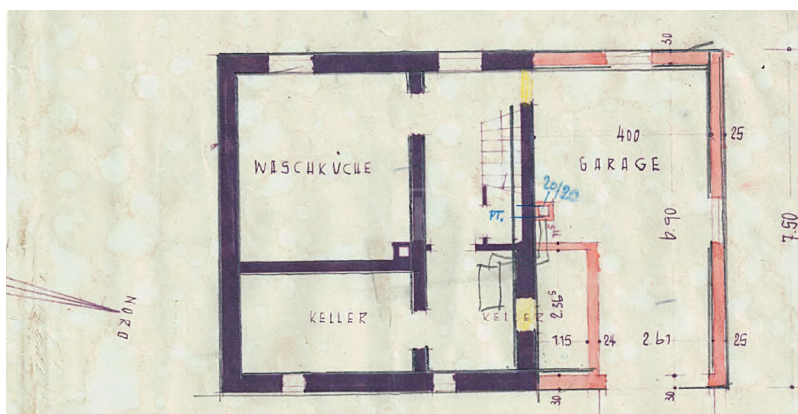 30
400
25
WASCHKÜCHE
GARAGE
20/20
PT.
11⁵
6.90
7.50
NORD
KELLER
KELLER
2.36⁵
1.15
24
2.61
25
30
30